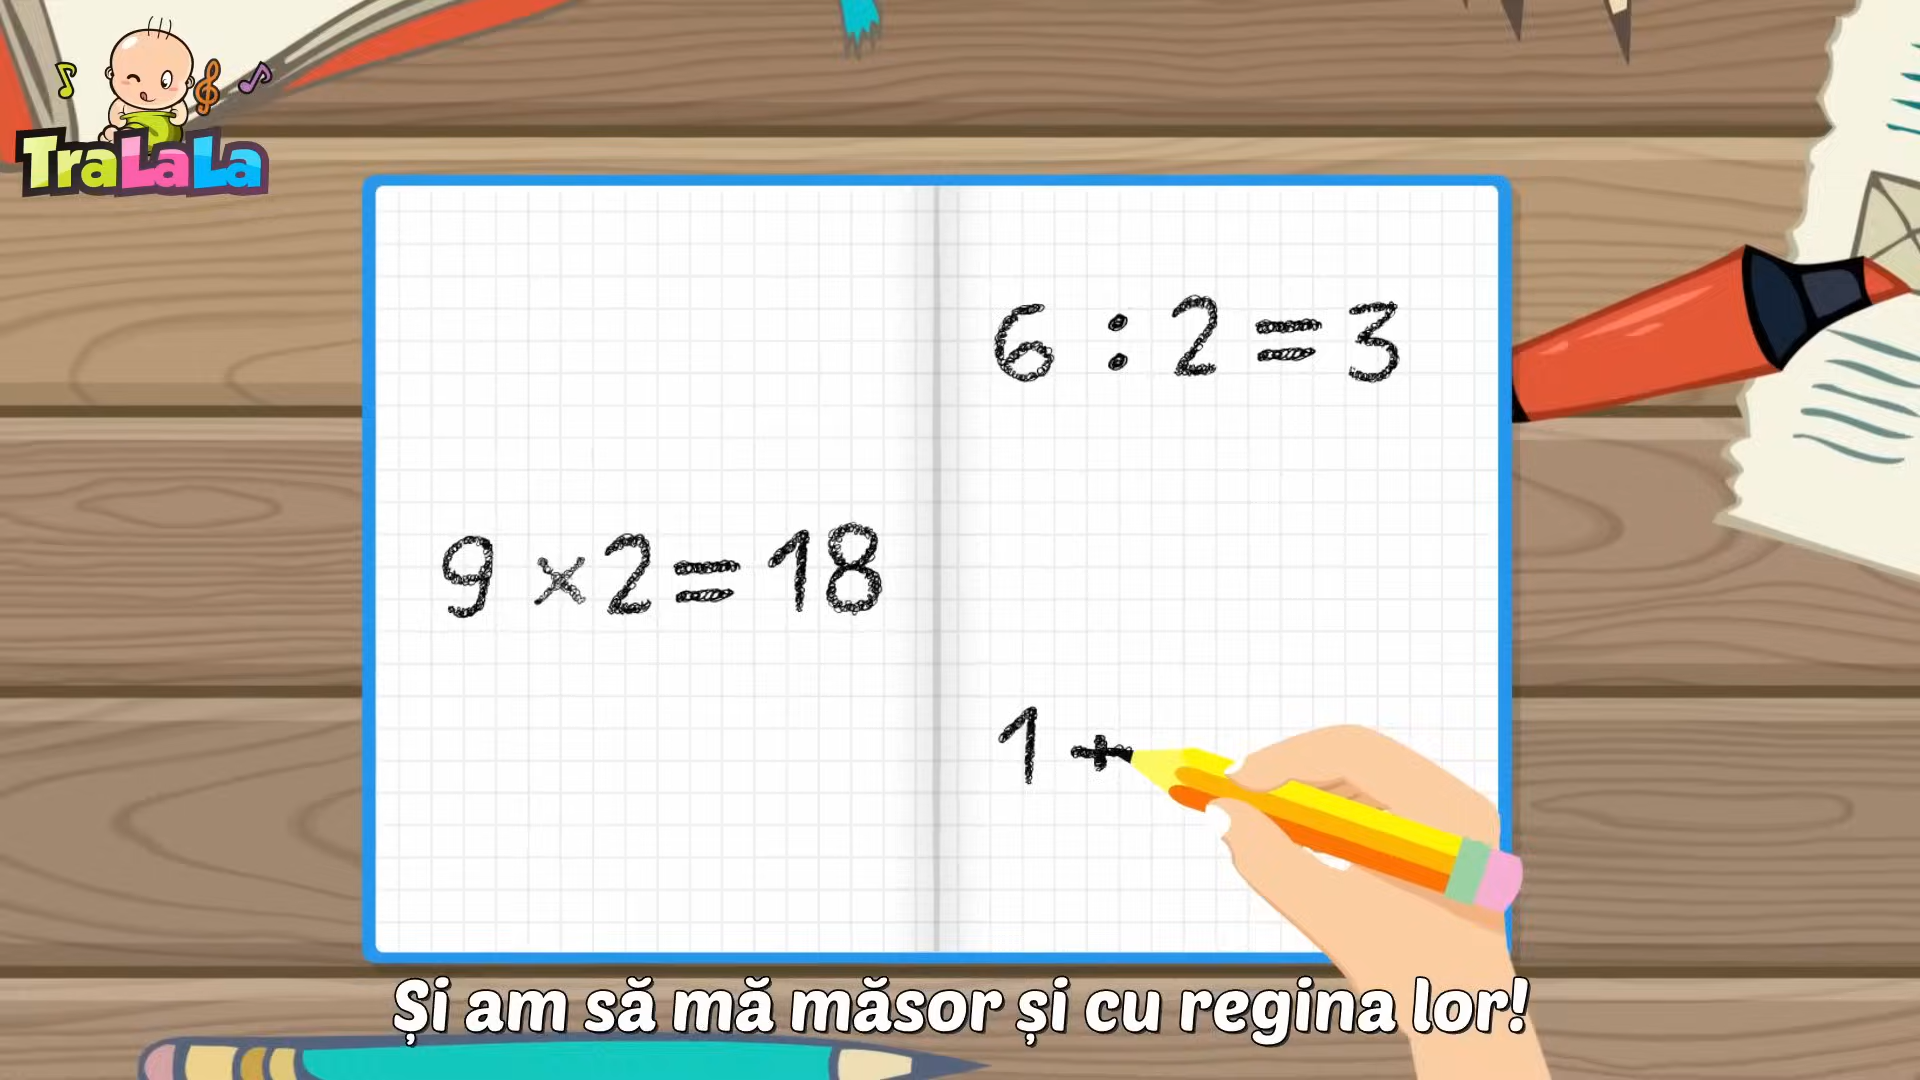 TraLaLa
9 × 2 = 18
6 : 2 = 3
1 +
Și am să mă măsor și cu regina lor!